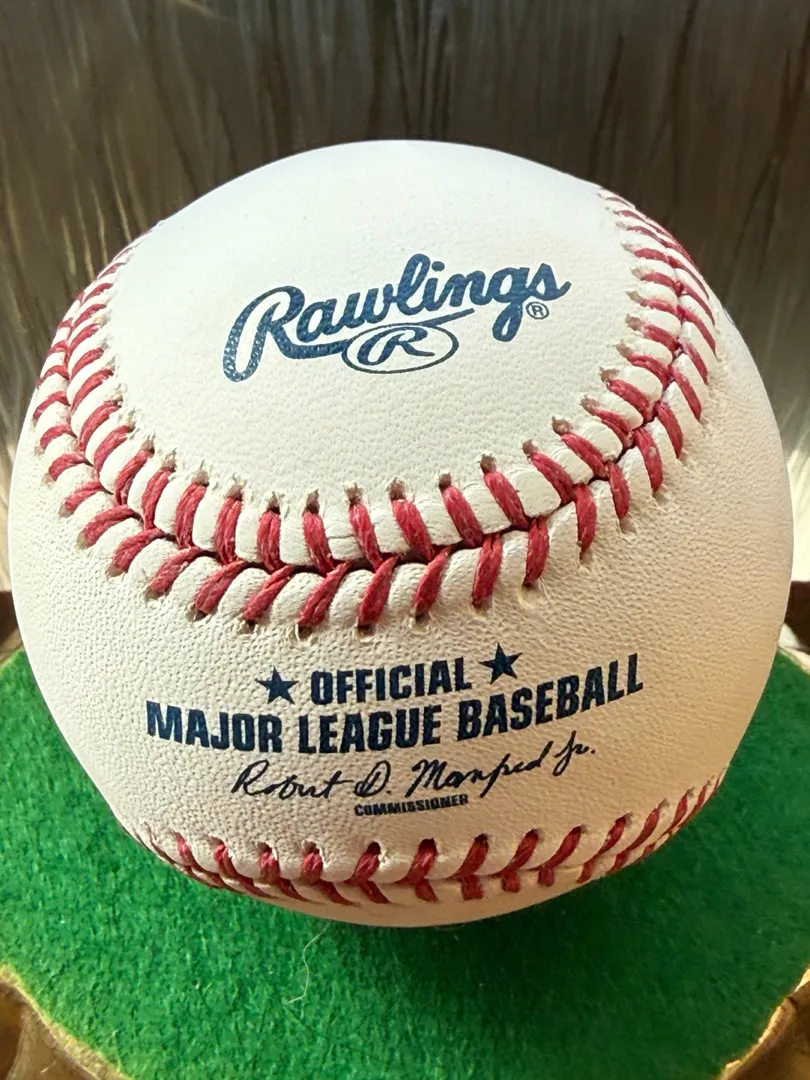 Rawlings®
R
★ OFFICIAL ★
MAJOR LEAGUE BASEBALL
Robert D. Manfred Jr.
COMMISSIONER